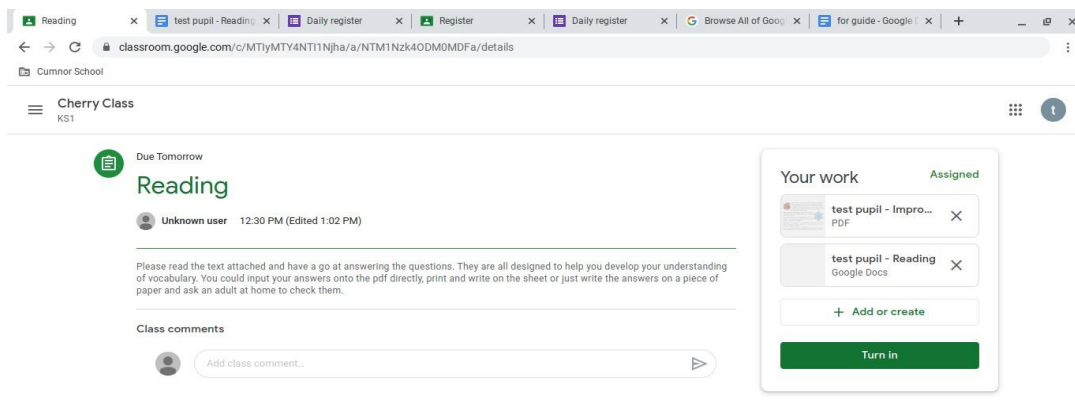 Reading
test pupil - Reading
Daily register
Register
Daily register
Browse All of Goog
for guide - Google D
classroom.google.com/c/MTIyMTY4NTI1Njha/a/NTM1Nzk4ODM0MDFa/details
Cumnor School
Cherry Class
KS1
t
Due Tomorrow
Reading
Unknown user 12:30 PM (Edited 1:02 PM)
Please read the text attached and have a go at answering the questions. They are all designed to help you develop your understanding
of vocabulary. You could input your answers onto the pdf directly, print and write on the sheet or just write the answers on a piece of
paper and ask an adult at home to check them.
Class comments
Add class comment...
Your work Assigned
test pupil - Impro...
PDF
test pupil - Reading
Google Docs
+ Add or create
Turn in